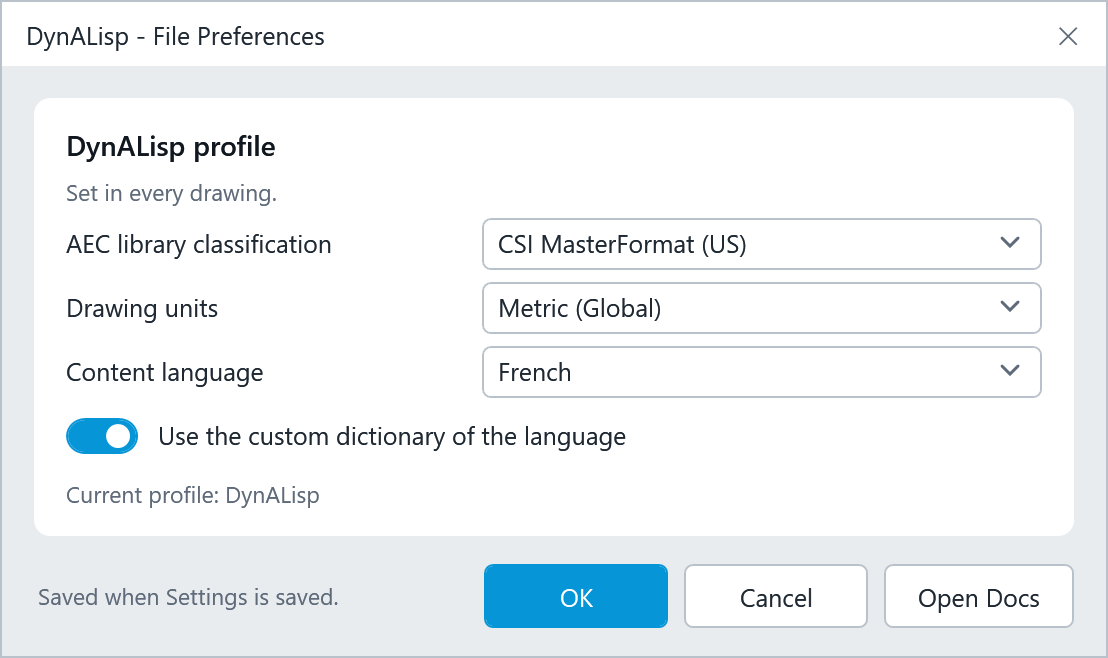 DynALisp - File Preferences
DynALisp profile
Set in every drawing.
AEC library classification
CSI MasterFormat (US)
Drawing units
Metric (Global)
Content language
French
Use the custom dictionary of the language
Current profile: DynALisp
Saved when Settings is saved.
OK
Cancel
Open Docs